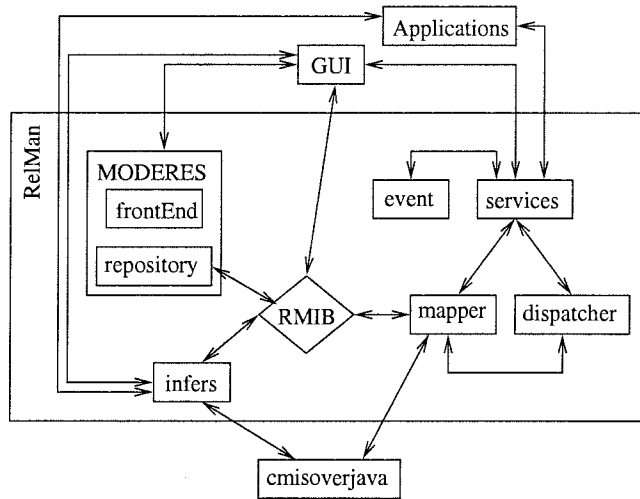 Applications
GUI
RelMan
MODERES
frontEnd
event
services
repository
RMIB
mapper
dispatcher
infers
cmisoverjava